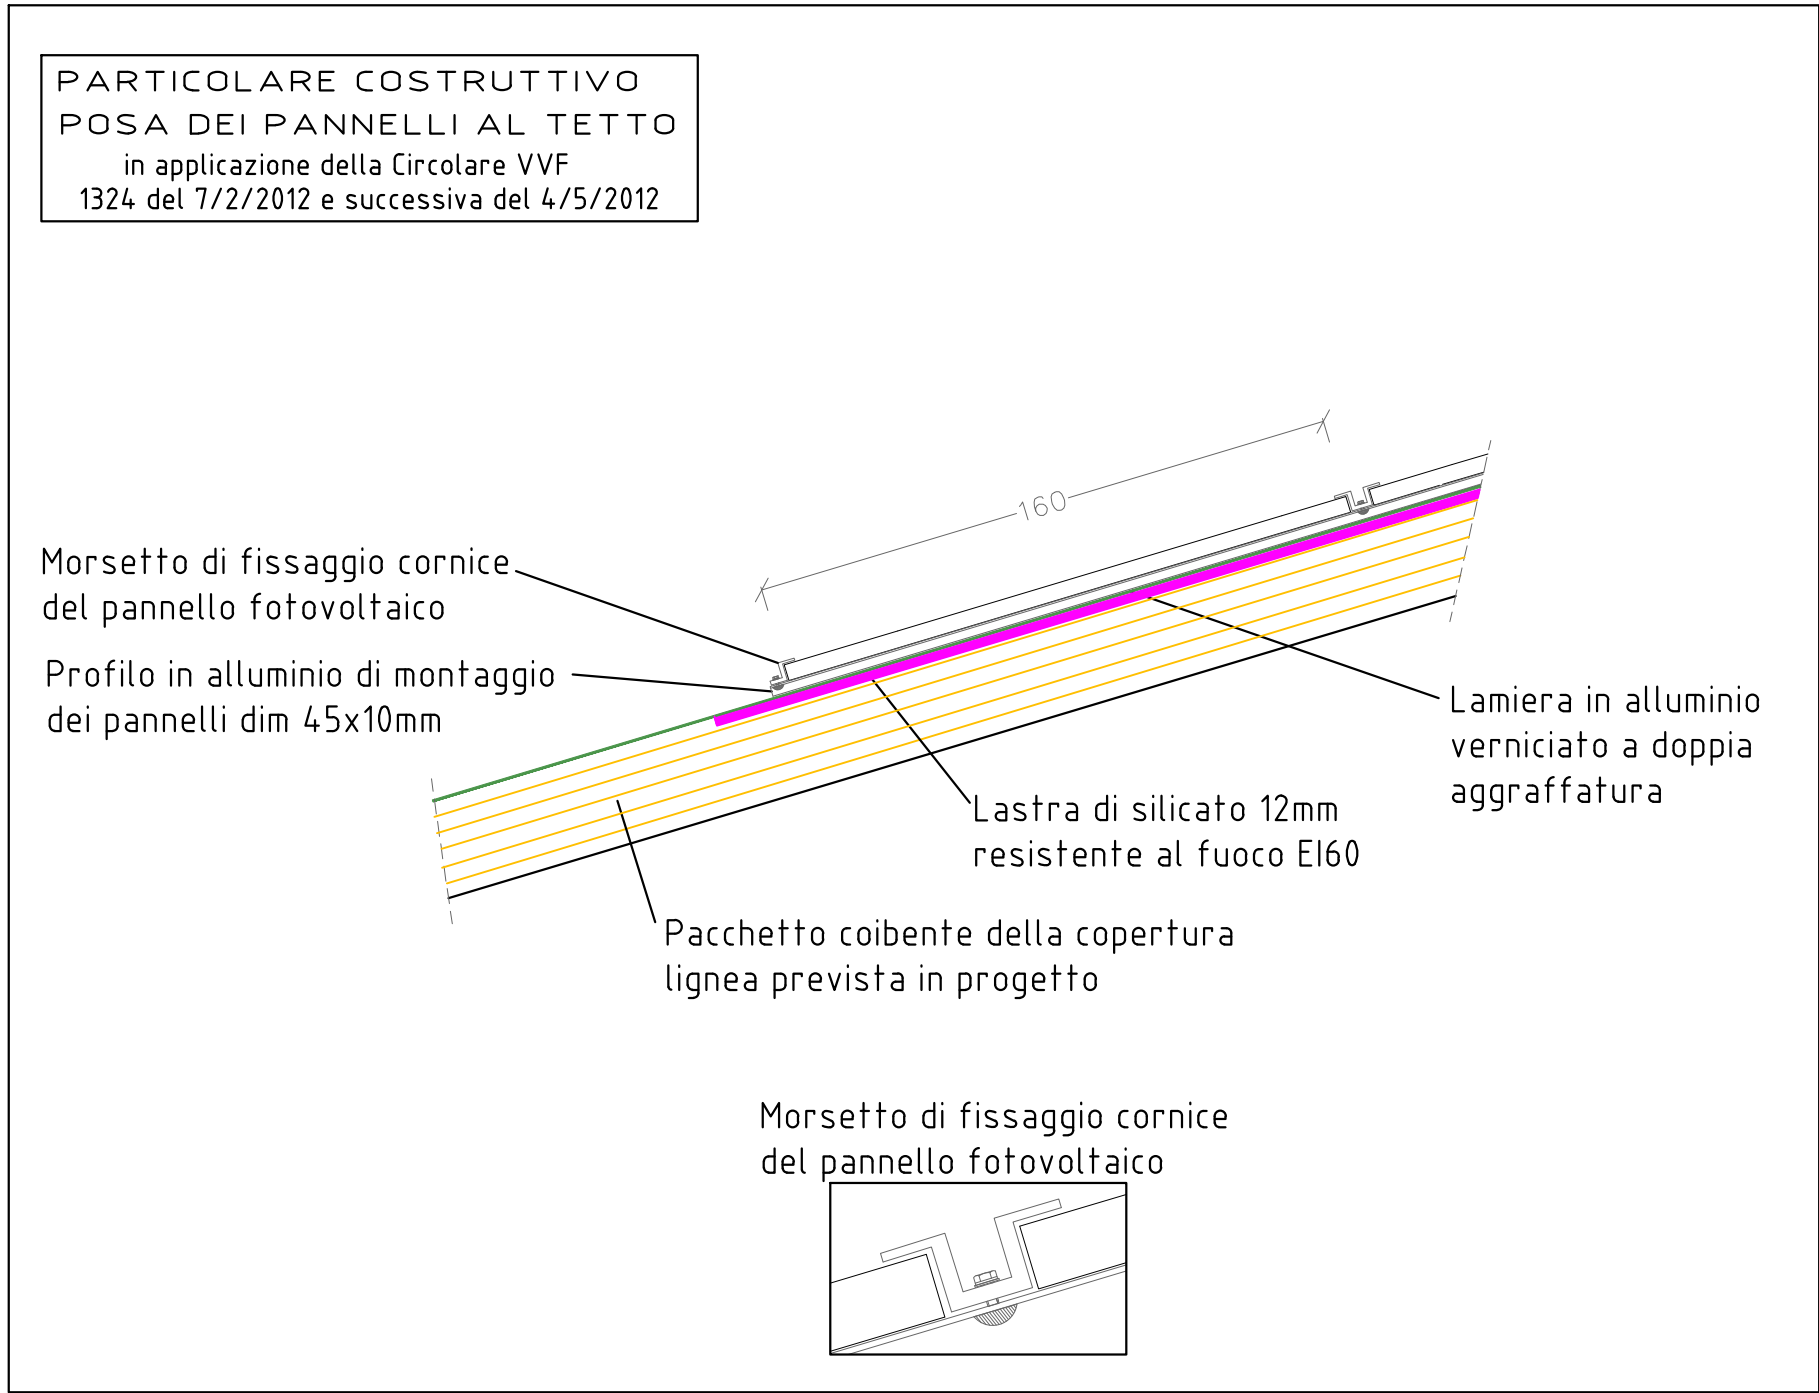 PARTICOLARE COSTRUTTIVO
POSA DEI PANNELLI AL TETTO
in applicazione della Circolare VVF
1324 del 7/2/2012 e successiva del 4/5/2012
160
Morsetto di fissaggio cornice
del pannello fotovoltaico
Profilo in alluminio di montaggio
dei pannelli dim 45x10mm
Lamiera in alluminio
verniciato a doppia
aggraffatura
Lastra di silicato 12mm
resistente al fuoco EI60
Pacchetto coibente della copertura
lignea prevista in progetto
Morsetto di fissaggio cornice
del pannello fotovoltaico